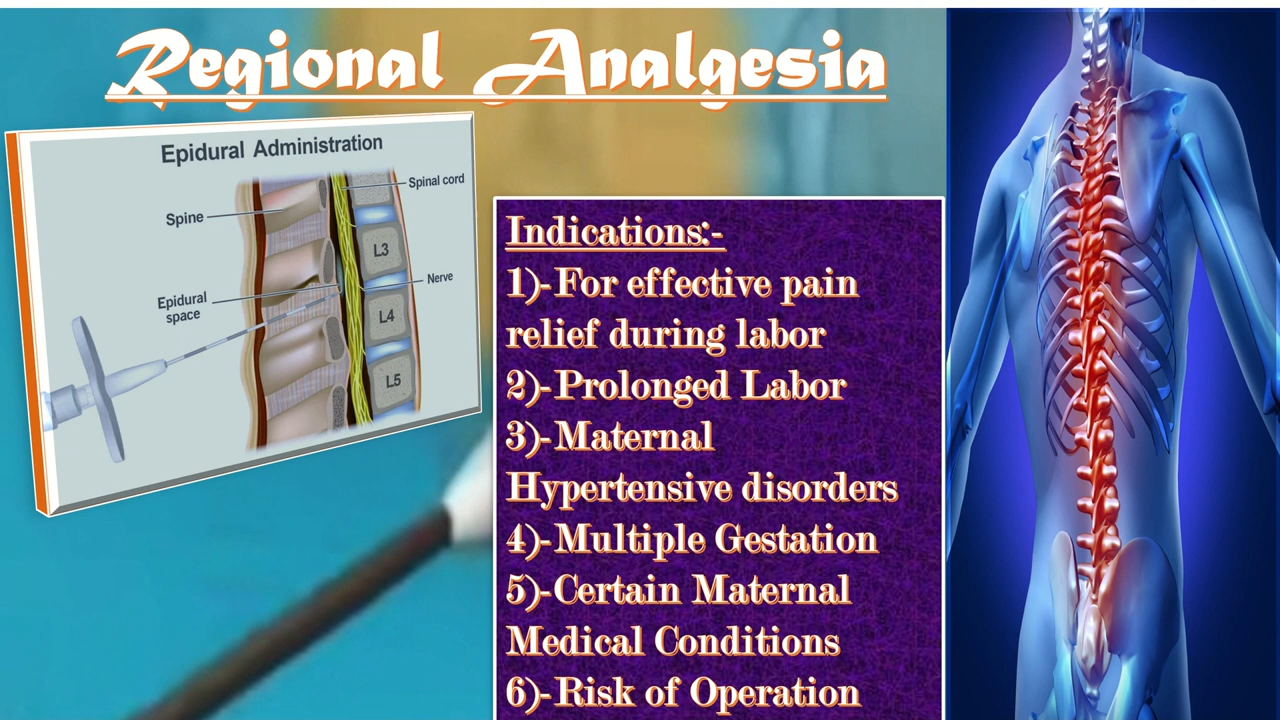 Regional Analgesia
Epidural Administration
Spinal cord
Spine
L3
Nerve
Epidural
space
L4
L5
Indications:-
1)-For effective pain
relief during labor
2)-Prolonged Labor
3)-Maternal
Hypertensive disorders
4)-Multiple Gestation
5)-Certain Maternal
Medical Conditions
6)-Risk of Operation